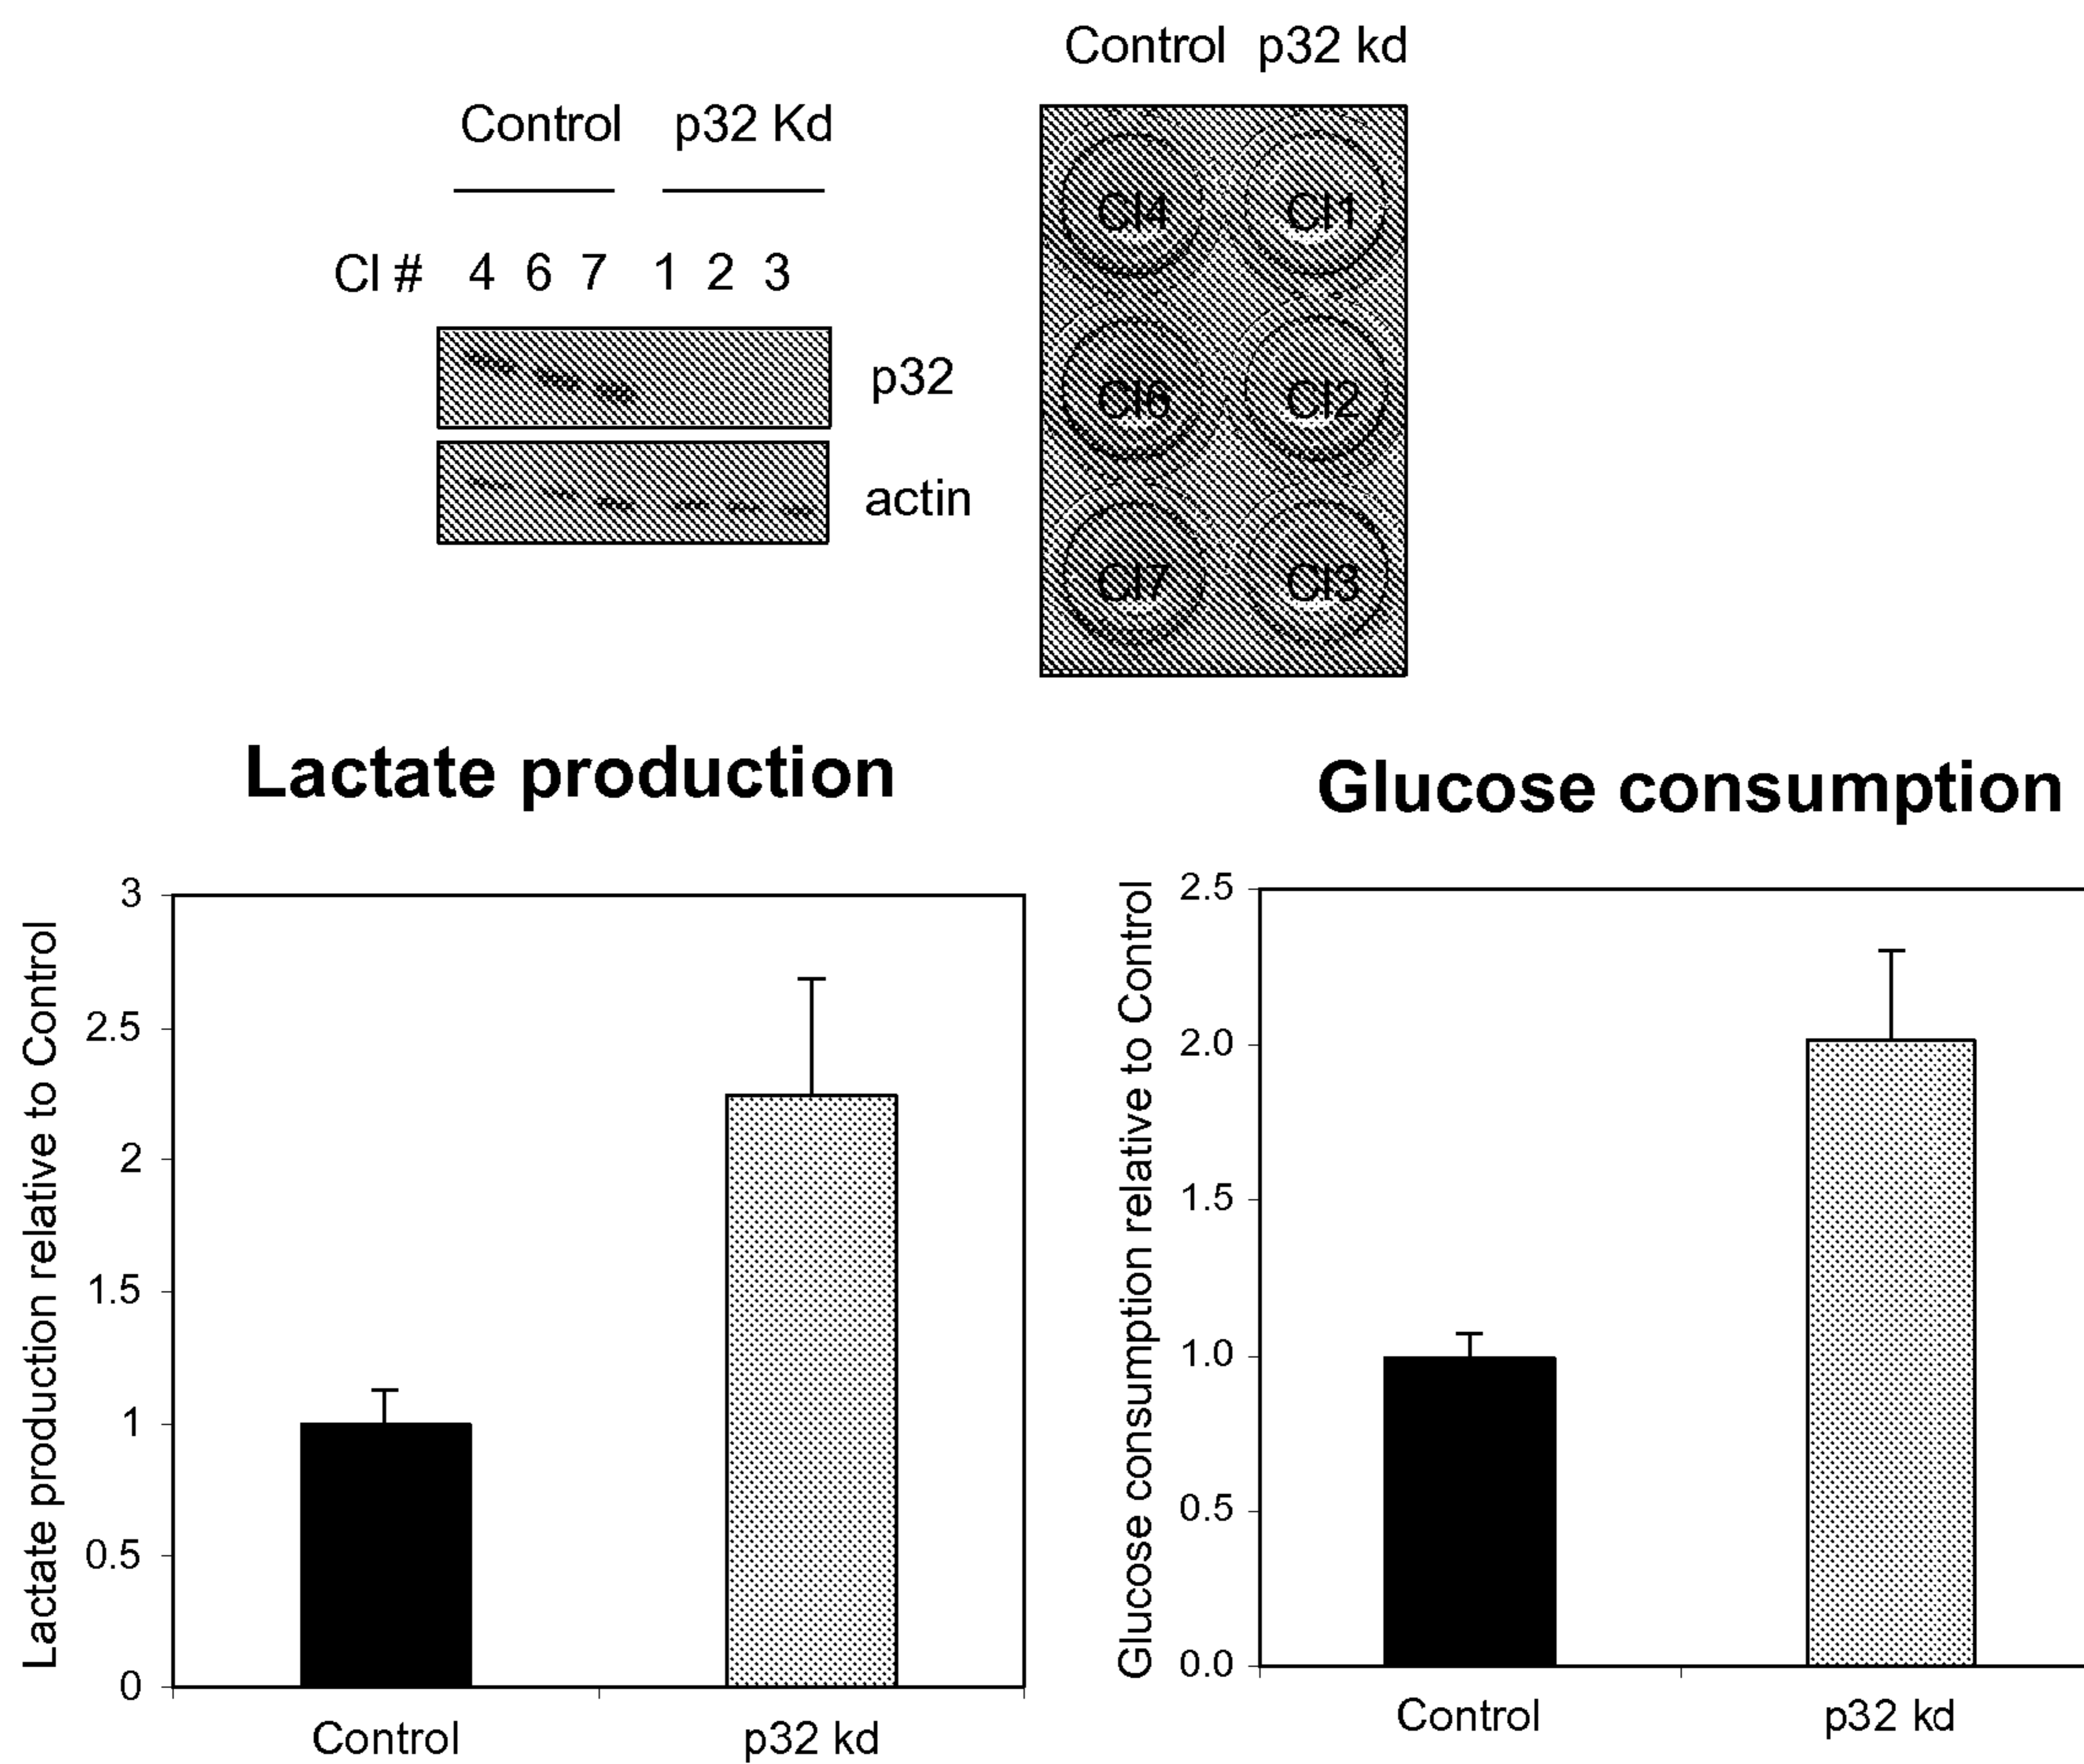 Control p32 kd
Control p32 Kd
Cl # 4 6 7 1 2 3
p32
actin
Cl4 Cl1
Cl6 Cl2
Cl7 Cl3
Lactate production
Lactate production relative to Control
3
2.5
2
1.5
1
0.5
0
Control p32 kd
Glucose consumption
Glucose consumption relative to Control
2.5
2.0
1.5
1.0
0.5
0.0
Control p32 kd